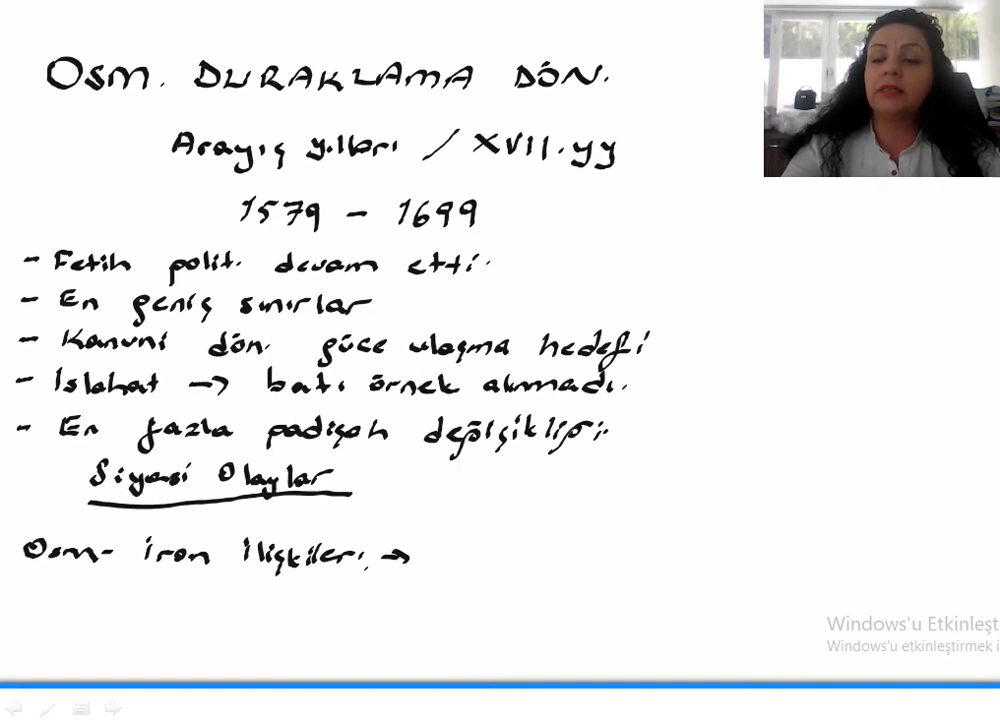 OSM. DURAKLAMA DÖN.
Arayış yılları / XVII.yy
1579 - 1699
- Fetih polit. devam etti.
- En geniş sınırlar
- Kanuni dön. güce ulaşma hedefi
- Islahat → batı örnek alınmadı.
- En fazla padişah değişikliği.
Siyasi Olaylar
Osm- İran İlişkileri →
Windows'u Etkinleşt
Windows'u etkinleştirmek i